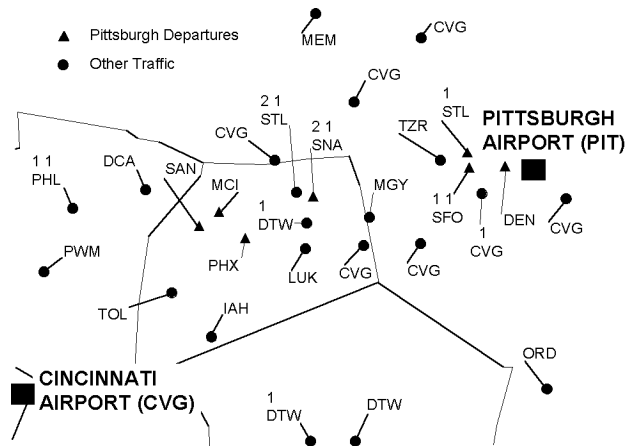 Pittsburgh Departures
Other Traffic
MEM
CVG
CVG
2 1
STL
2 1
SNA
CVG
TZR
1
STL
PITTSBURGH
AIRPORT (PIT)
1 1
PHL
DCA
SAN
MCI
1
DTW
MGY
1 1
SFO
1
CVG
DEN
CVG
PWM
PHX
LUK
CVG
CVG
TOL
IAH
CINCINNATI
AIRPORT (CVG)
ORD
1
DTW
DTW